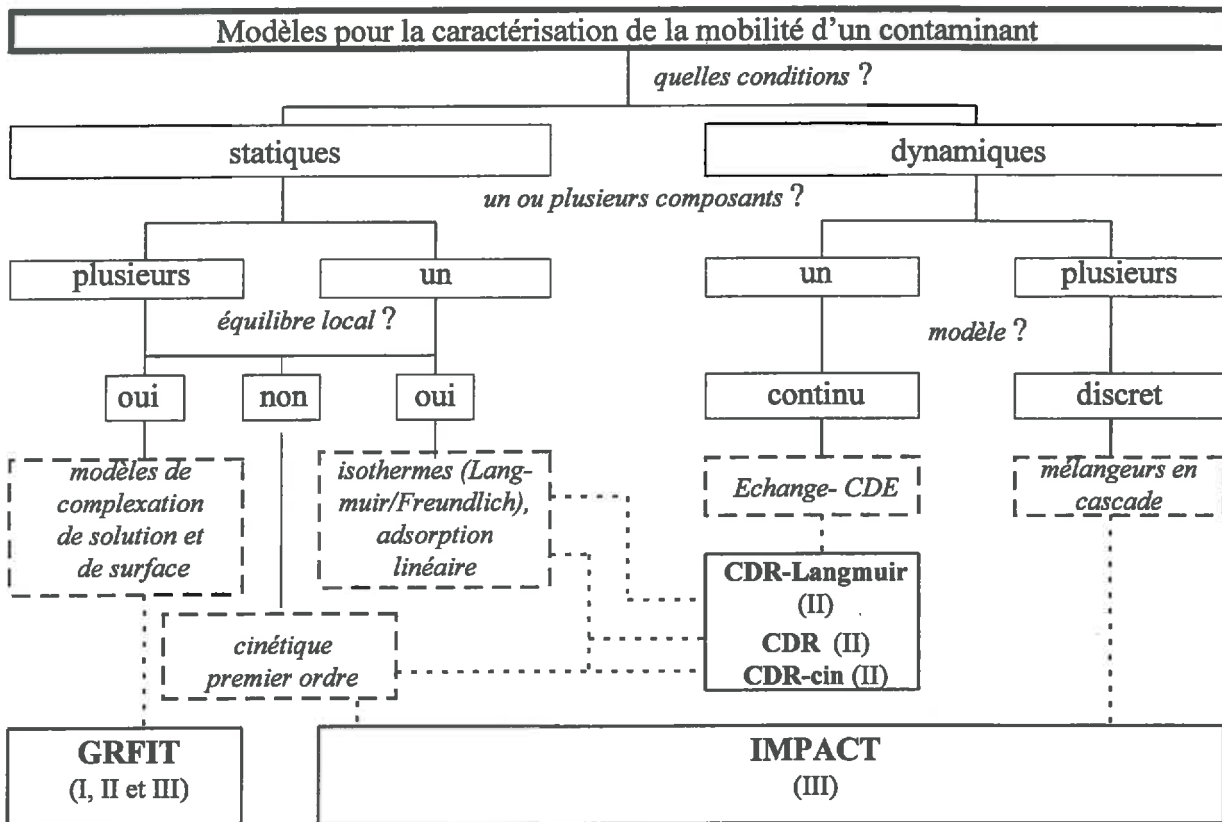 Modèles pour la caractérisation de la mobilité d'un contaminant
quelles conditions ?
statiques
dynamiques
un ou plusieurs composants ?
plusieurs
un
un
plusieurs
équilibre local ?
modèle ?
oui
non
oui
continu
discret
modèles de
complexation
de solution et
de surface
isothermes (Lang-
muir/Freundlich),
adsorption
linéaire
Echange- CDE
mélangeurs en
cascade
CDR-Langmuir
(II)
CDR (II)
CDR-cin (II)
cinétique
premier ordre
GRFIT
(I, II et III)
IMPACT
(III)